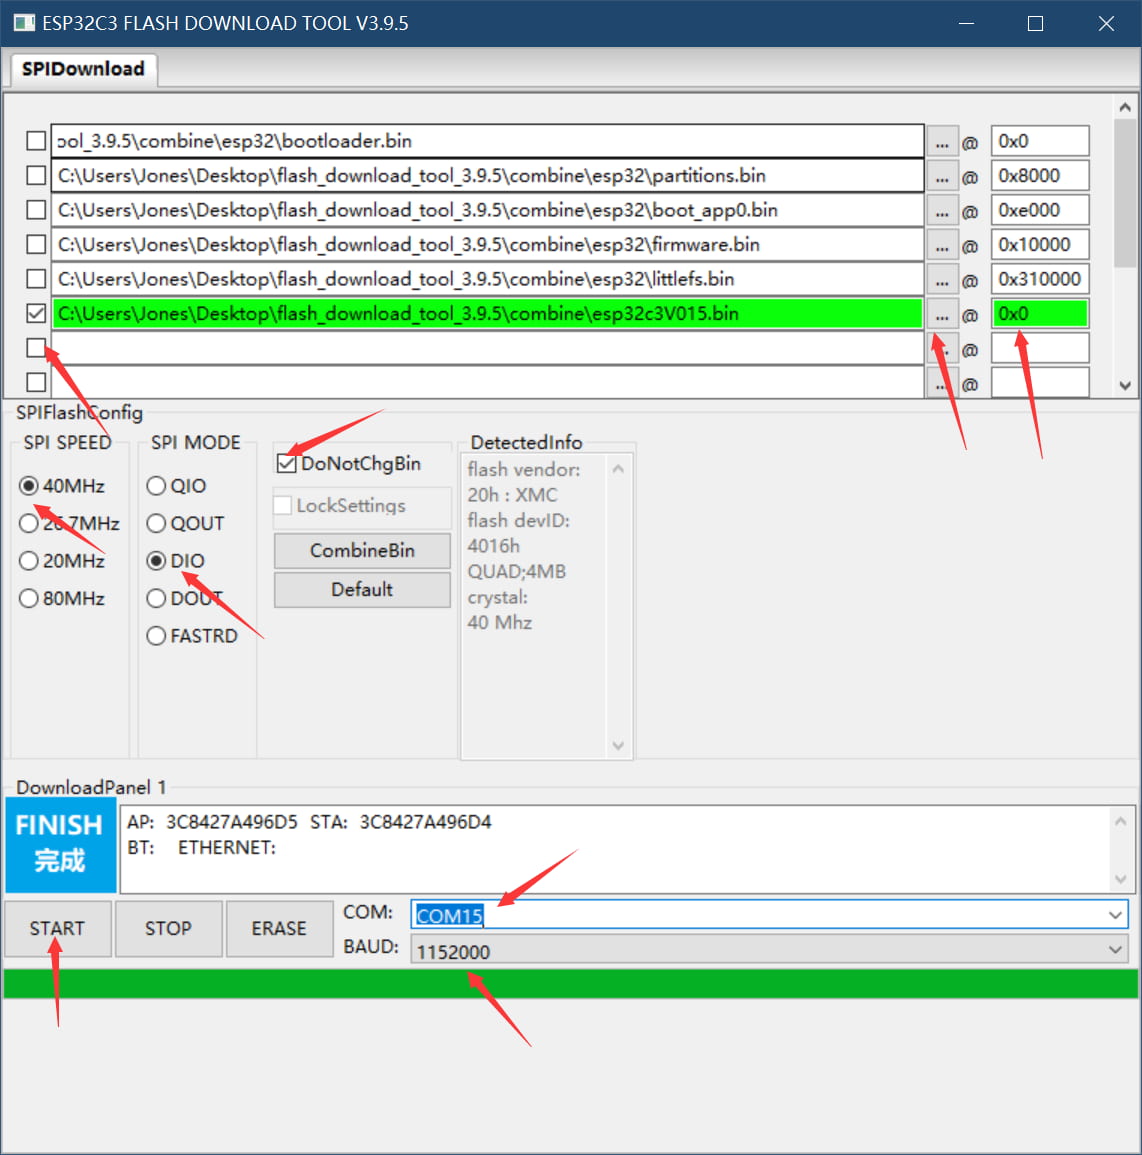 ESP32C3 FLASH DOWNLOAD TOOL V3.9.5
SPIDownload
ool_3.9.5\combine\esp32\bootloader.bin ... @ 0x0
C:\Users\Jones\Desktop\flash_download_tool_3.9.5\combine\esp32\partitions.bin ... @ 0x8000
C:\Users\Jones\Desktop\flash_download_tool_3.9.5\combine\esp32\boot_app0.bin ... @ 0xe000
C:\Users\Jones\Desktop\flash_download_tool_3.9.5\combine\esp32\firmware.bin ... @ 0x10000
C:\Users\Jones\Desktop\flash_download_tool_3.9.5\combine\esp32\littlefs.bin ... @ 0x310000
C:\Users\Jones\Desktop\flash_download_tool_3.9.5\combine\esp32c3V015.bin ... @ 0x0
... @
... @
SPIFlashConfig
SPI SPEED
40MHz
26.7MHz
20MHz
80MHz
SPI MODE
QIO
QOUT
DIO
DOUT
FASTRD
DoNotChgBin
LockSettings
CombineBin
Default
DetectedInfo
flash vendor:
20h : XMC
flash devID:
4016h
QUAD;4MB
crystal:
40 Mhz
DownloadPanel 1
FINISH
完成
AP: 3C8427A496D5 STA: 3C8427A496D4
BT: ETHERNET:
START STOP ERASE
COM: COM15
BAUD: 1152000